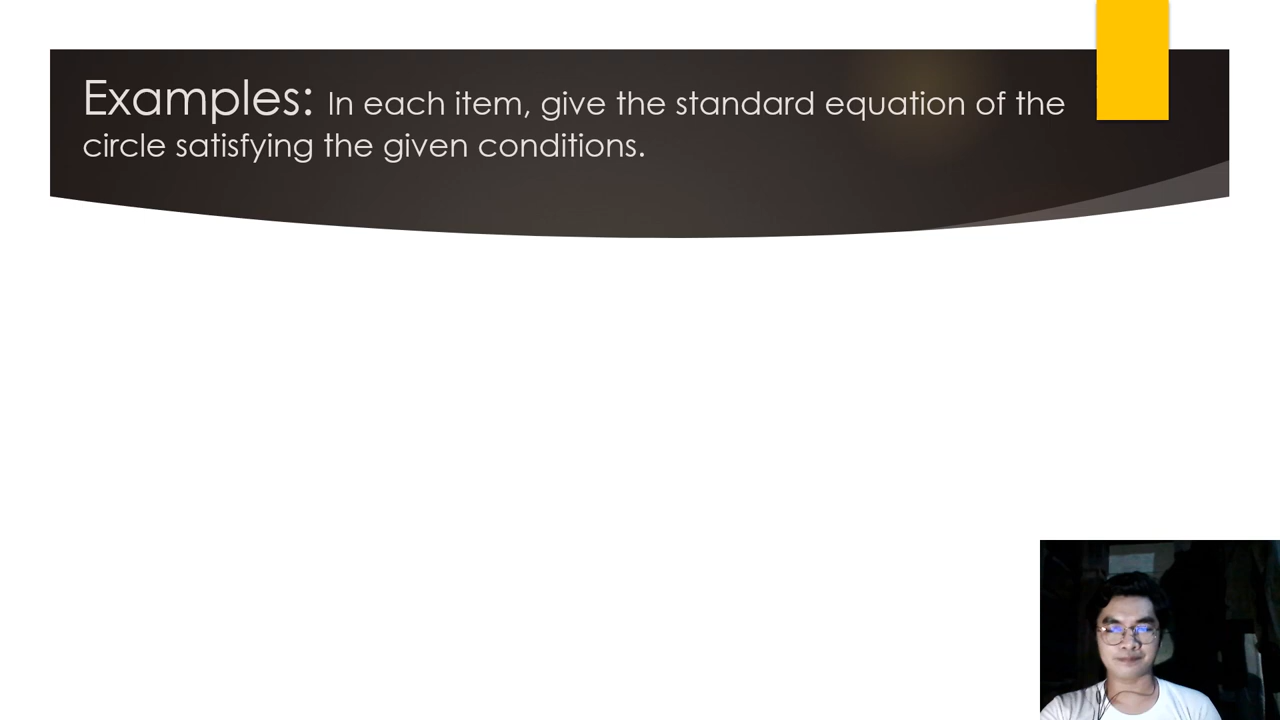 Examples: In each item, give the standard equation of the
circle satisfying the given conditions.